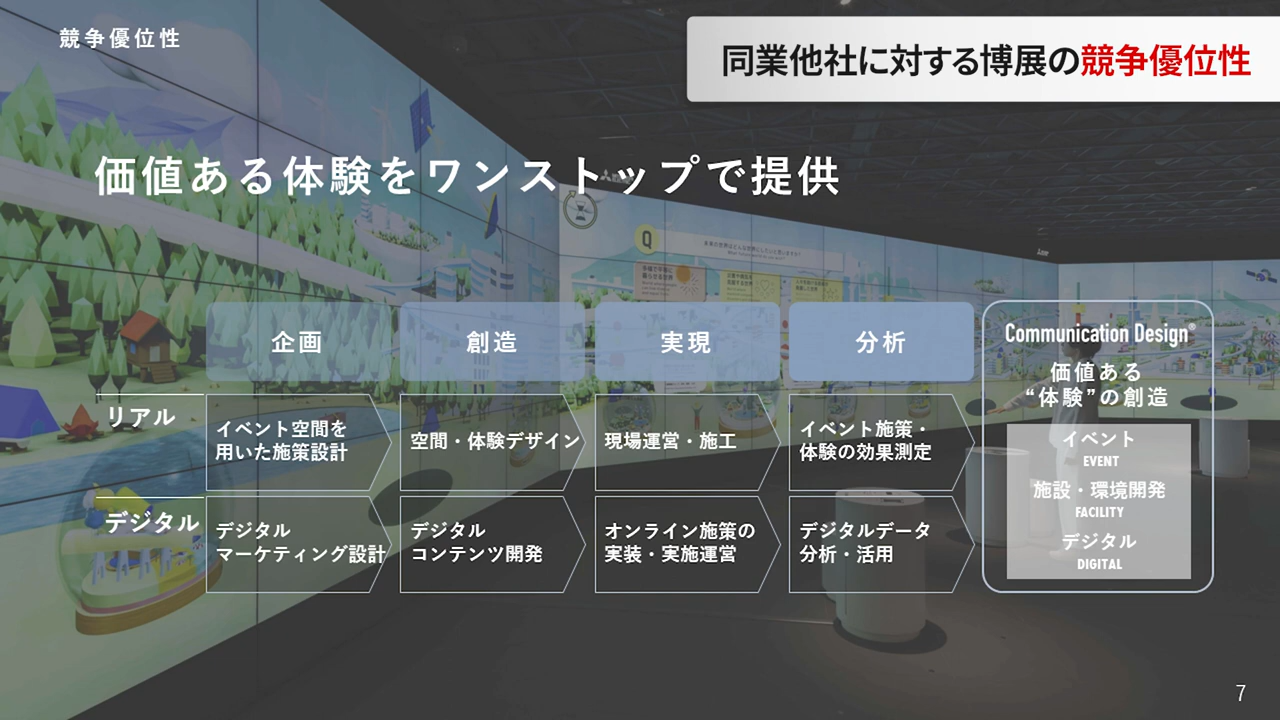 競争優位性
同業他社に対する博展の競争優位性
価値ある体験をワンストップで提供
Q
企画
創造
実現
分析
リアル
イベント空間を
用いた施策設計
空間・体験デザイン
現場運営・施工
イベント施策・
体験の効果測定
デジタル
デジタル
マーケティング設計
デジタル
コンテンツ開発
オンライン施策の
実装・実施運営
デジタルデータ
分析・活用
Communication Design®
価値ある
“体験”の創造
イベント
EVENT
施設・環境開発
FACILITY
デジタル
DIGITAL
7